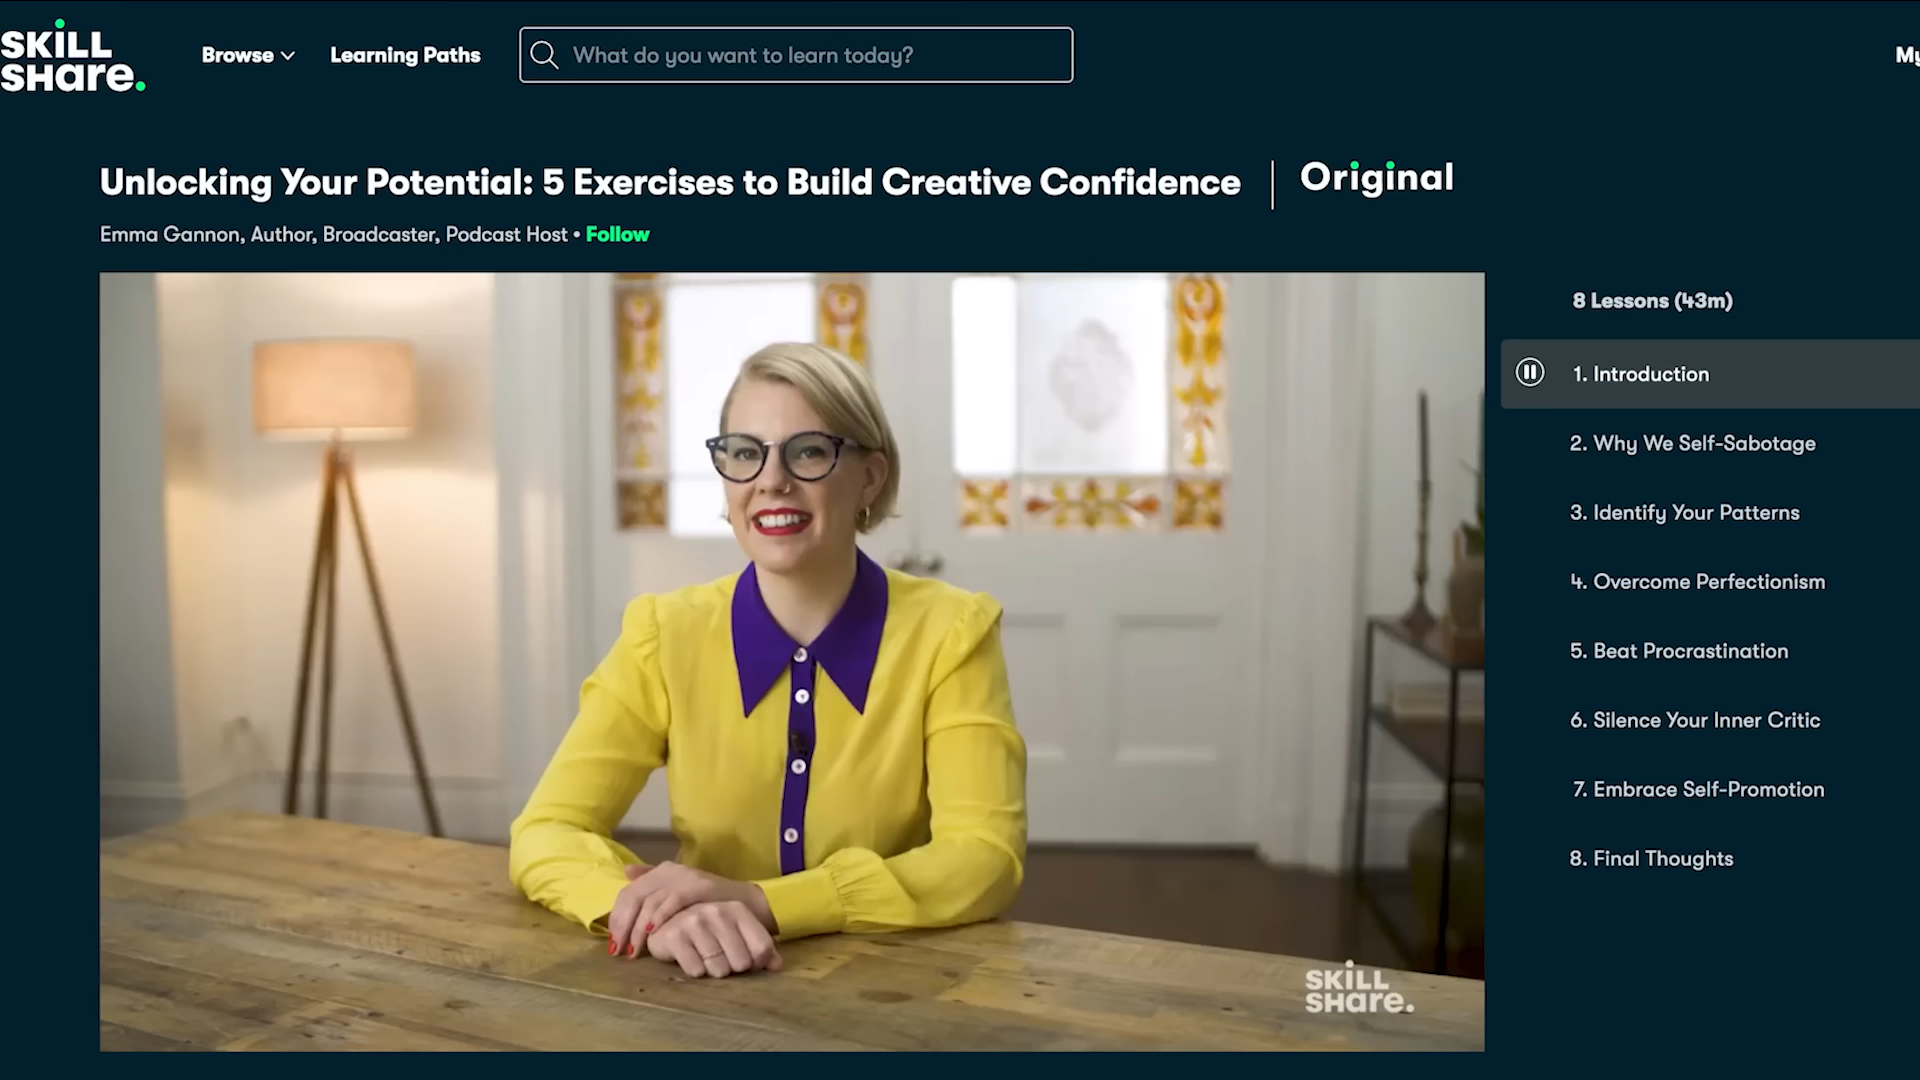 SKILL
SHare.
Browse
Learning Paths
What do you want to learn today?
My
Unlocking Your Potential: 5 Exercises to Build Creative Confidence
Original
Emma Gannon, Author, Broadcaster, Podcast Host • Follow
8 Lessons (43m)
1. Introduction
2. Why We Self-Sabotage
3. Identify Your Patterns
4. Overcome Perfectionism
5. Beat Procrastination
6. Silence Your Inner Critic
7. Embrace Self-Promotion
8. Final Thoughts
SKILL
SHare.